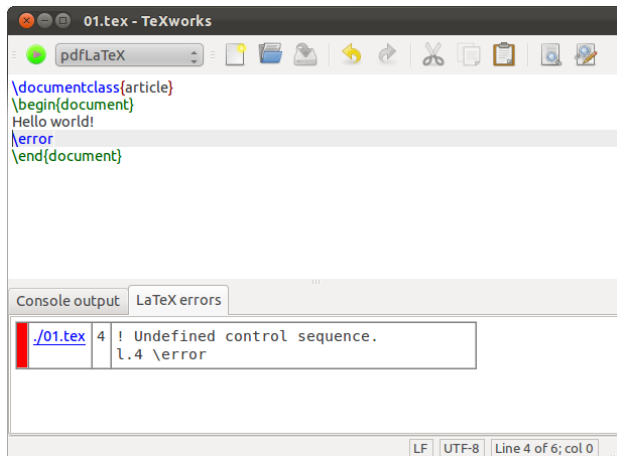 01.tex - TeXworks
pdfLaTeX
\documentclass{article}
\begin{document}
Hello world!
\error
\end{document}
Console output LaTeX errors
./01.tex 4 ! Undefined control sequence.
l.4 \error
LF UTF-8 Line 4 of 6; col 0